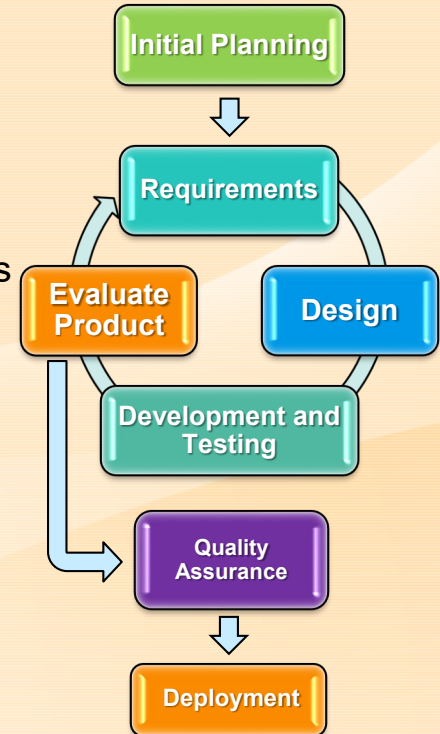 Initial Planning
Requirements
s
Evaluate
Product
Design
Development and
Testing
Quality
Assurance
Deployment